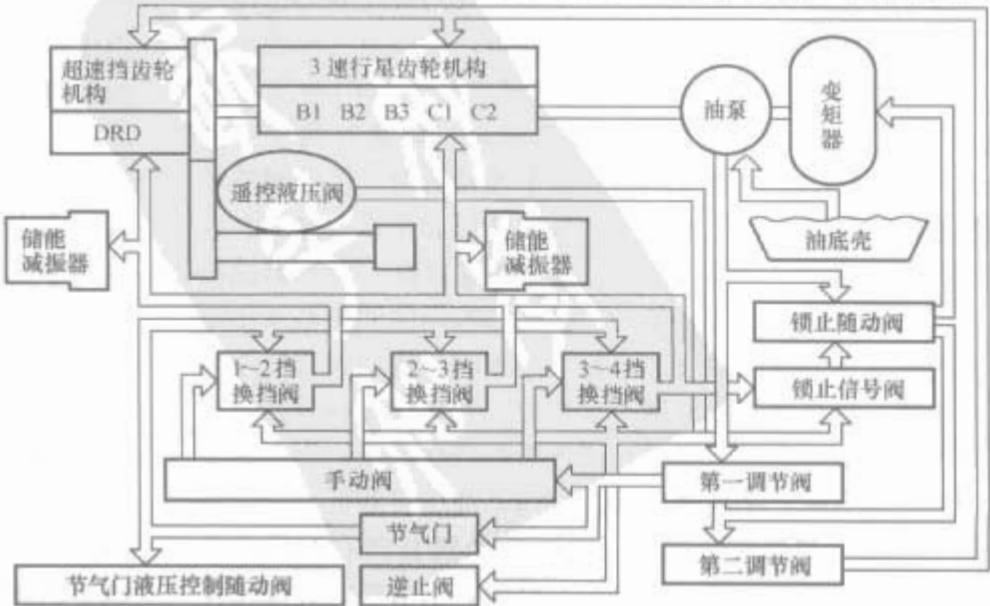 超速挡齿轮
机构
DRD
3速行星齿轮机构
B1 B2 B3 C1 C2
油泵
变矩器
遥控液压阀
储能
减振器
储能
减振器
油底壳
锁止随动阀
1~2挡
换挡阀
2~3挡
换挡阀
3~4挡
换挡阀
锁止信号阀
手动阀
第一调节阀
节气门
第二调节阀
节气门液压控制随动阀
逆止阀